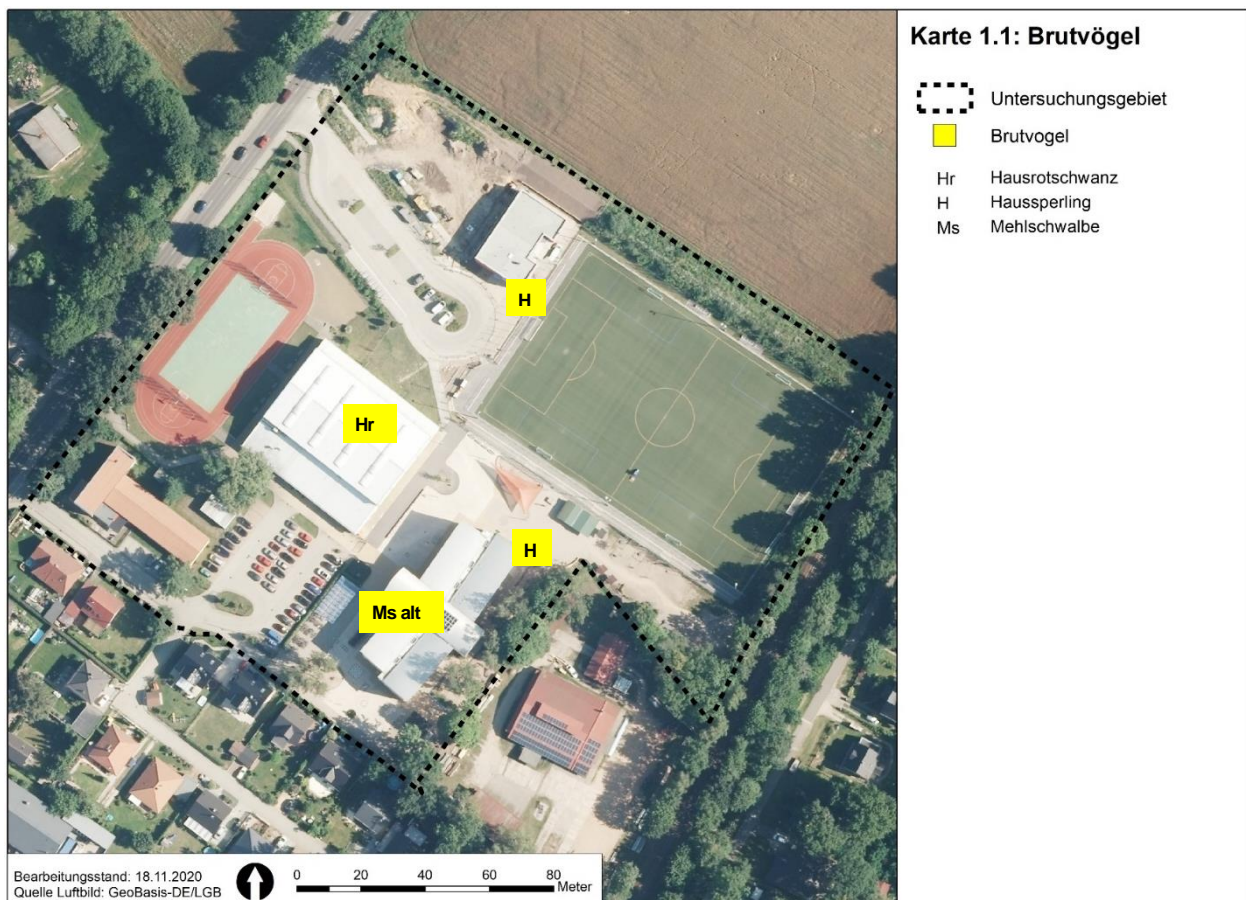 Karte 1.1: Brutvögel
Untersuchungsgebiet
Brutvogel
Hr Hausrotschwanz
H Haussperling
Ms Mehlschwalbe
H
Hr
H
Ms alt
Bearbeitungsstand: 18.11.2020
Quelle Luftbild: GeoBasis-DE/LGB
0 20 40 60 80
Meter